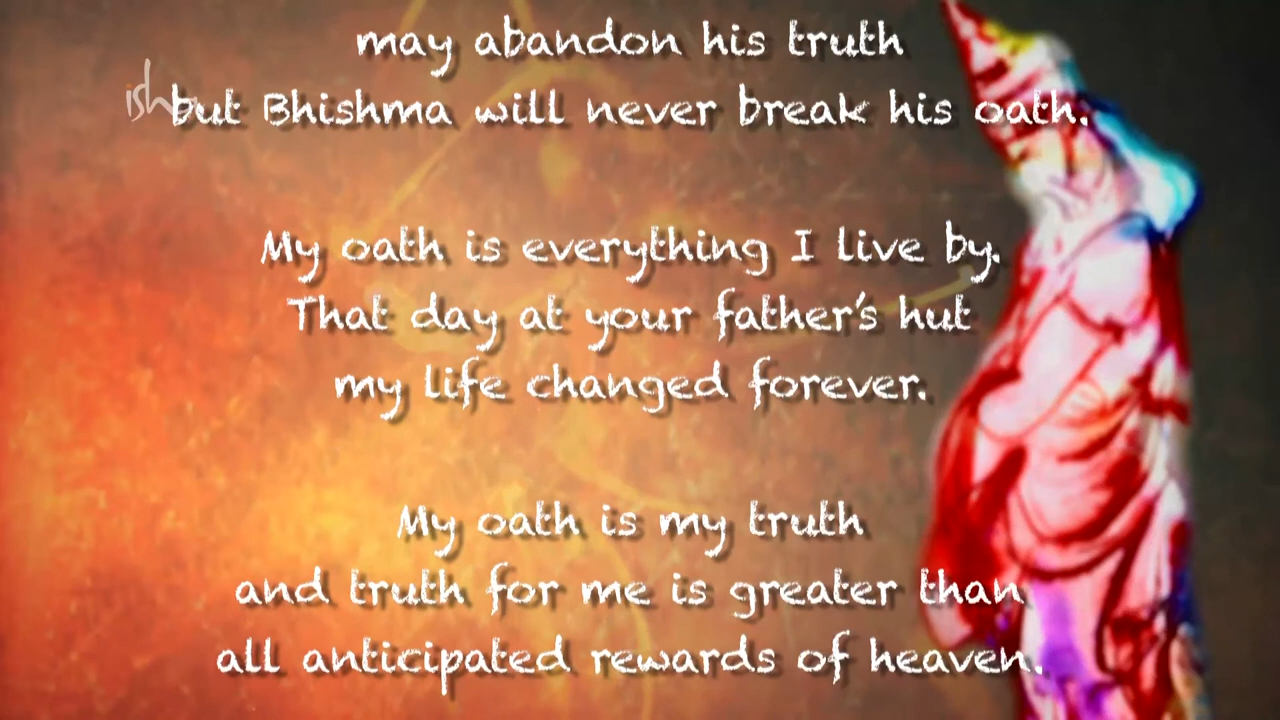 may abandon his truth
but Bhishma will never break his oath.
My oath is everything I live by.
That day at your father's hut
my life changed forever.
My oath is my truth
and truth for me is greater than
all anticipated rewards of heaven.